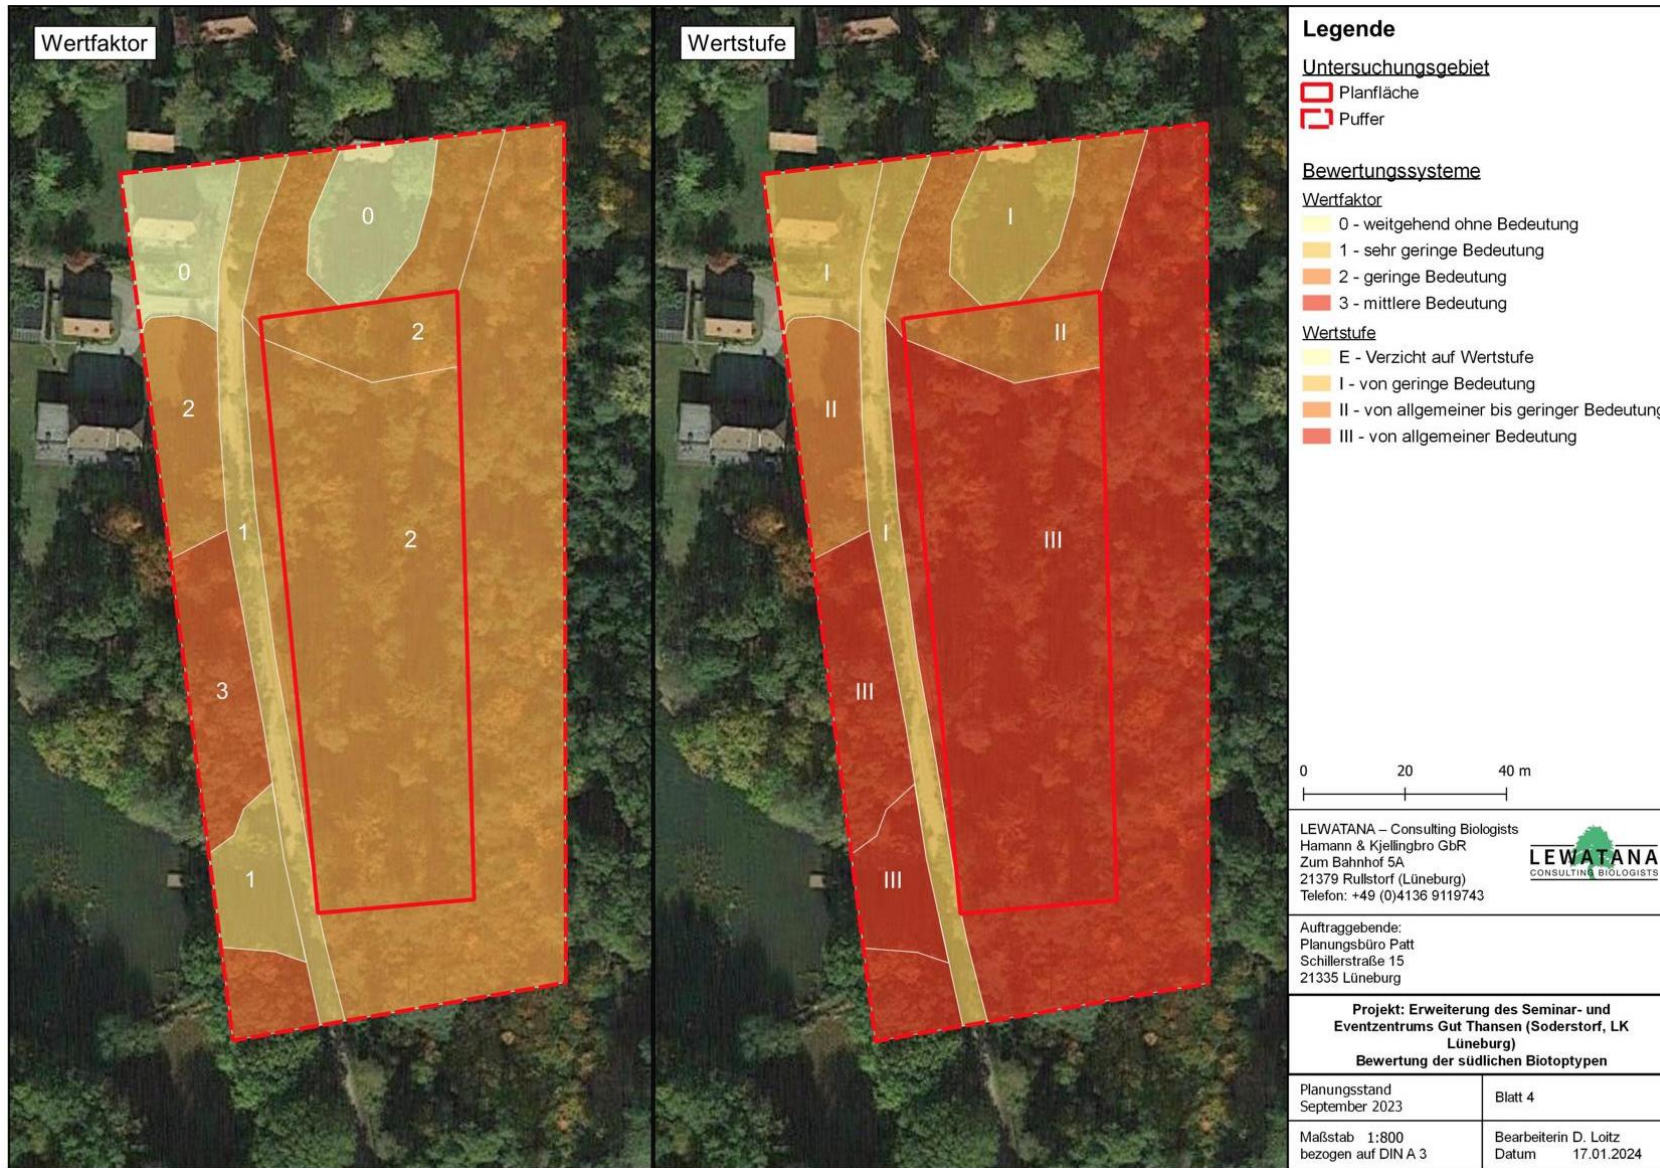 Wertfaktor
0
0
2
2
1
2
3
1
Wertstufe
I
I
II
II
I
III
III
III
Legende
Untersuchungsgebiet
Planfläche
Puffer
Bewertungssysteme
Wertfaktor
0 - weitgehend ohne Bedeutung
1 - sehr geringe Bedeutung
2 - geringe Bedeutung
3 - mittlere Bedeutung
Wertstufe
E - Verzicht auf Wertstufe
I - von geringe Bedeutung
II - von allgemeiner bis geringer Bedeutung
III - von allgemeiner Bedeutung
0 20 40 m
LEWATANA – Consulting Biologists
Hamann & Kjellingbro GbR
Zum Bahnhof 5A
21379 Rullstorf (Lüneburg)
Telefon: +49 (0)4136 9119743
LEWATANA
CONSULTING BIOLOGISTS
Auftraggebende:
Planungsbüro Patt
Schillerstraße 15
21335 Lüneburg
Projekt: Erweiterung des Seminar- und
Eventzentrums Gut Thansen (Soderstorf, LK
Lüneburg)
Bewertung der südlichen Biotoptypen
Planungsstand
September 2023
Blatt 4
Maßstab 1:800
bezogen auf DIN A 3
Bearbeiterin D. Loitz
Datum 17.01.2024